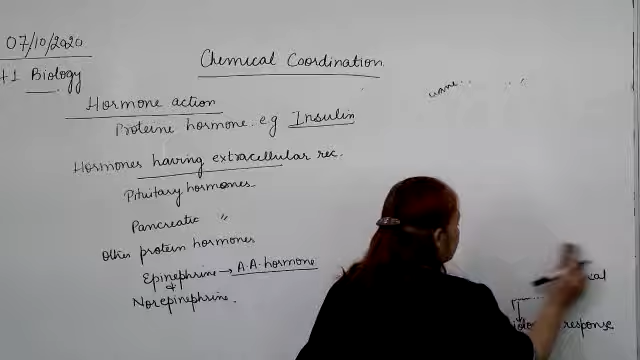 07/10/2020
+1 Biology
Chemical Coordination
Hormone action
Proteine hormone. e.g Insulin
Hormones having extracellular rec.
Pituitary hormones
Pancreatic "
Other protein hormones
Epinephrine → A.A. hormone
+
Norepinephrine.
response